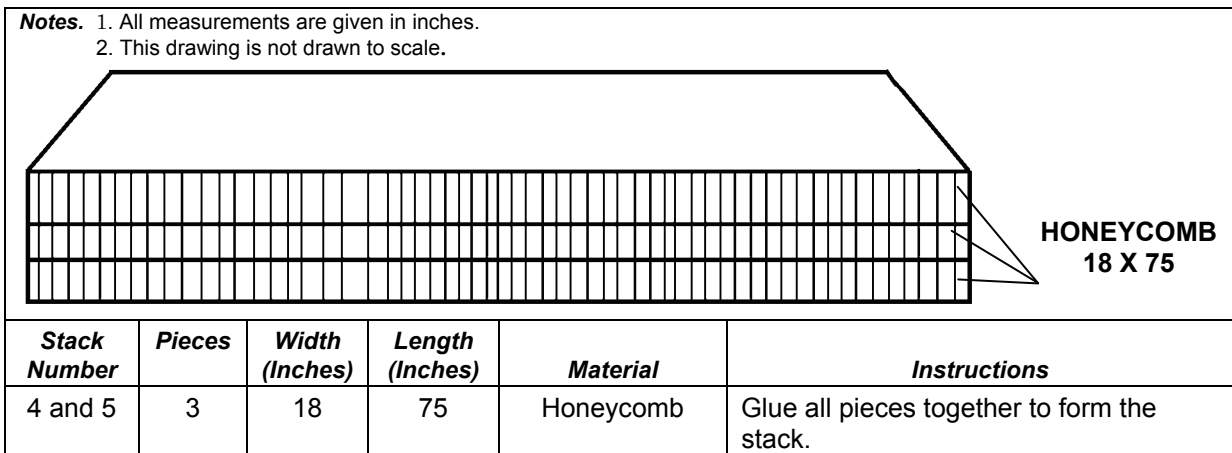 Notes. 1. All measurements are given in inches.
2. This drawing is not drawn to scale.
HONEYCOMB
18 X 75
Stack Number Pieces Width (Inches) Length (Inches) Material Instructions
4 and 5 3 18 75 Honeycomb Glue all pieces together to form the
stack.